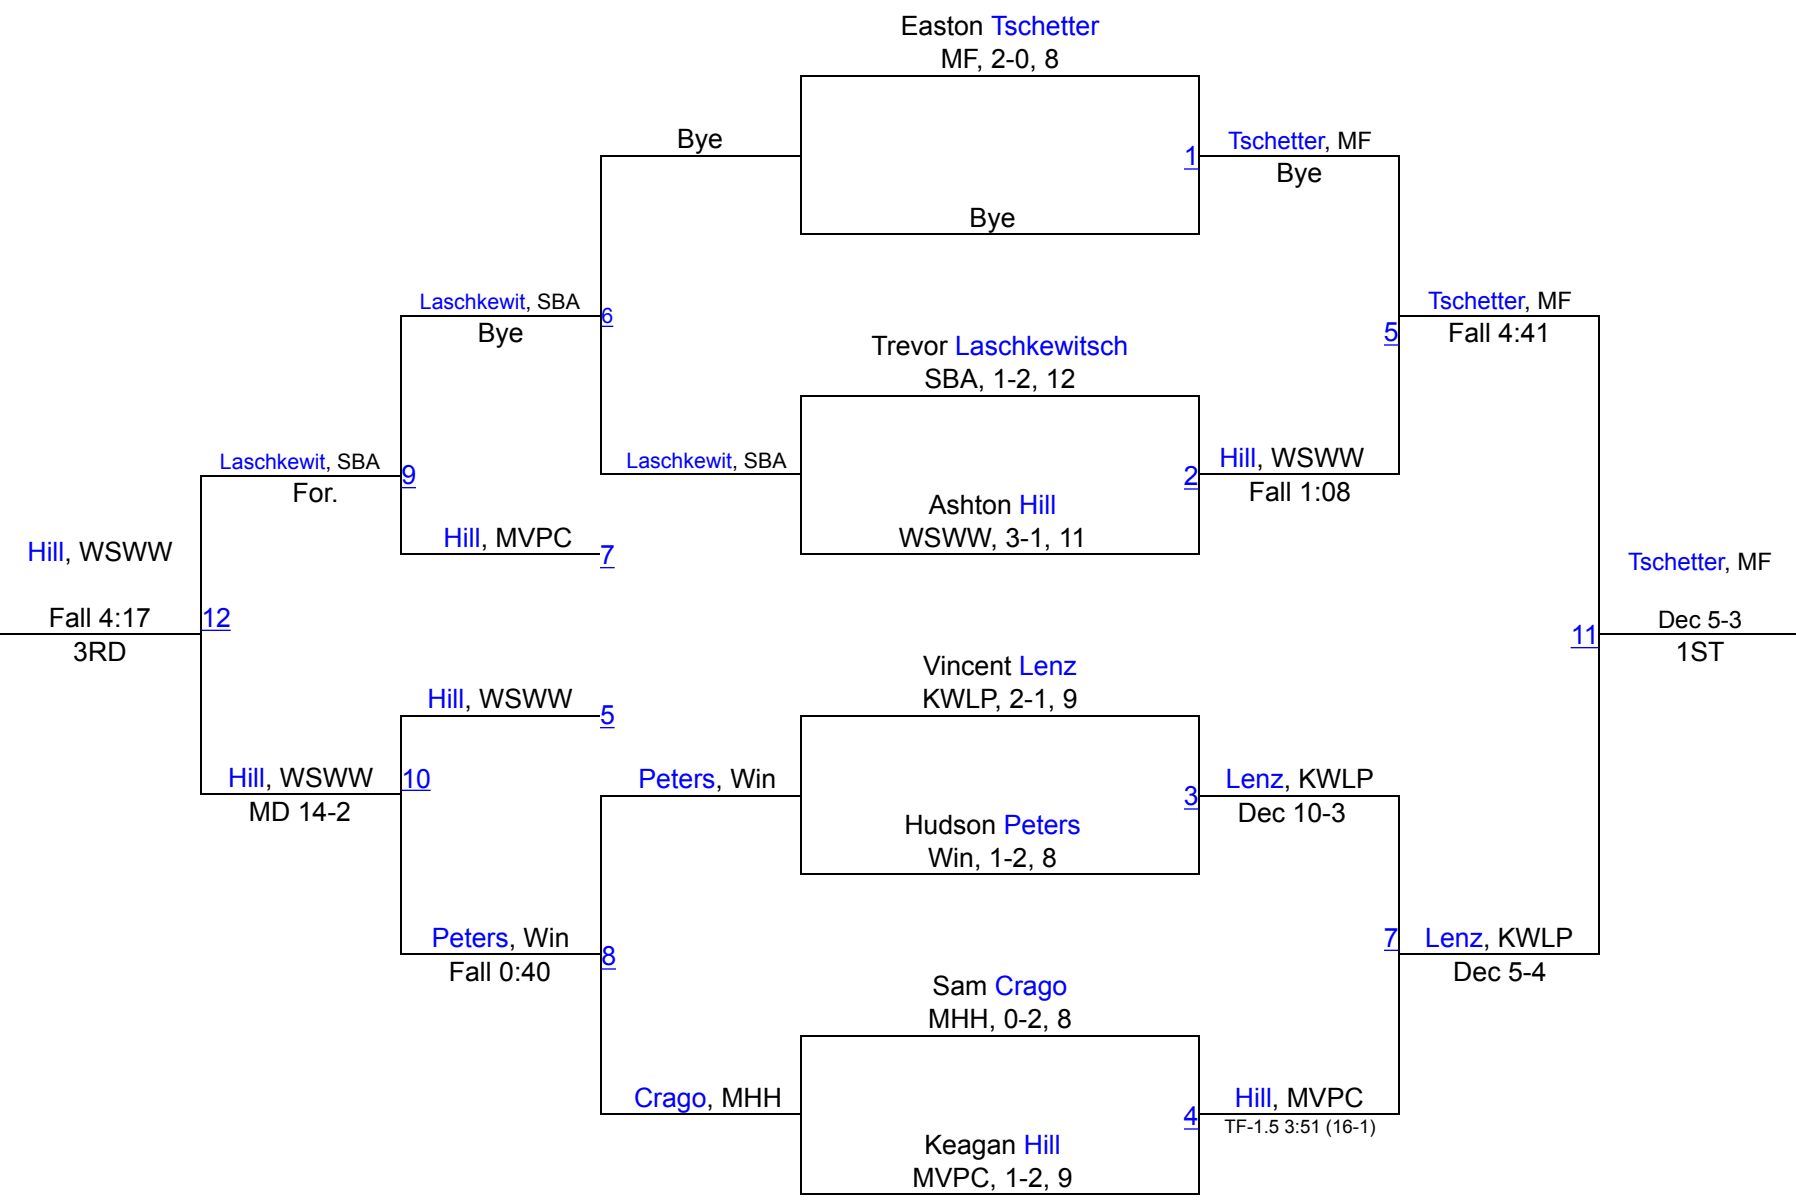 Easton Tschetter
MF, 2-0, 8
Bye
1
Tschetter, MF
Bye
Bye
Laschkewit, SBA
6
Bye
Tschetter, MF
5
Fall 4:41
Trevor Laschkewitsch
SBA, 1-2, 12
Laschkewit, SBA
9
For.
Laschkewit, SBA
2
Hill, WSWW
Fall 1:08
Ashton Hill
WSWW, 3-1, 11
Hill, MVPC
7
Hill, WSWW
Fall 4:17
12
3RD
Tschetter, MF
Dec 5-3
11
1ST
Vincent Lenz
KWLP, 2-1, 9
Hill, WSWW
5
Hill, WSWW
10
MD 14-2
Peters, Win
3
Lenz, KWLP
Dec 10-3
Hudson Peters
Win, 1-2, 8
Peters, Win
8
Fall 0:40
7
Lenz, KWLP
Dec 5-4
Sam Crago
MHH, 0-2, 8
Crago, MHH
4
Hill, MVPC
TF-1.5 3:51 (16-1)
Keagan Hill
MVPC, 1-2, 9